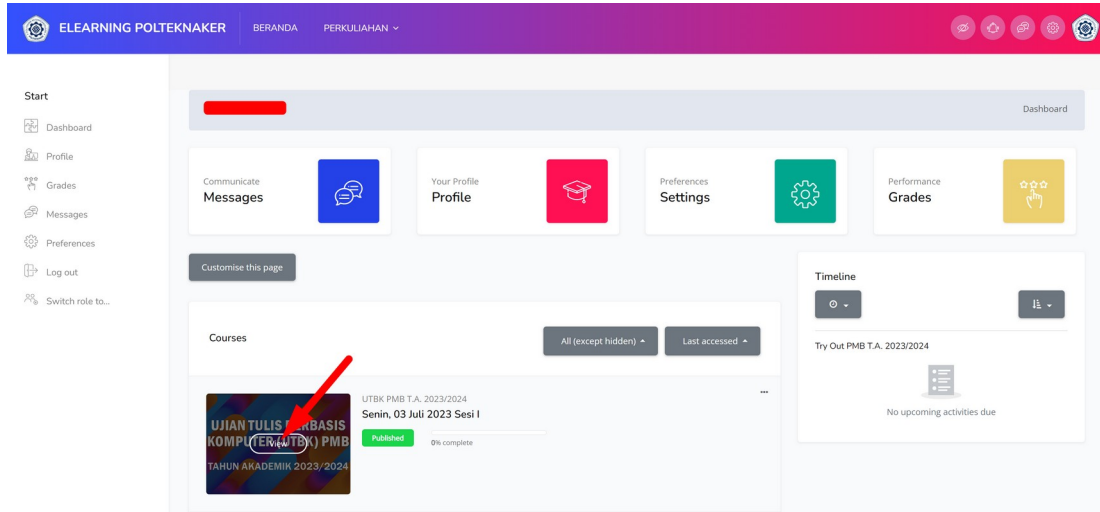 ELEARNING POLTEKNAKER
BERANDA
PERKULIAHAN
Start
Dashboard
Profile
Grades
Messages
Preferences
Log out
Switch role to...
Dashboard
Communicate
Messages
Your Profile
Profile
Preferences
Settings
Performance
Grades
Customise this page
Courses
All (except hidden)
Last accessed
UJIAN TULIS BERBASIS
KOMPUTER (UTBK) PMB
TAHUN AKADEMIK 2023/2024
View
UTBK PMB T.A. 2023/2024
Senin, 03 Juli 2023 Sesi I
Published
0% complete
...
Timeline
Try Out PMB T.A. 2023/2024
No upcoming activities due